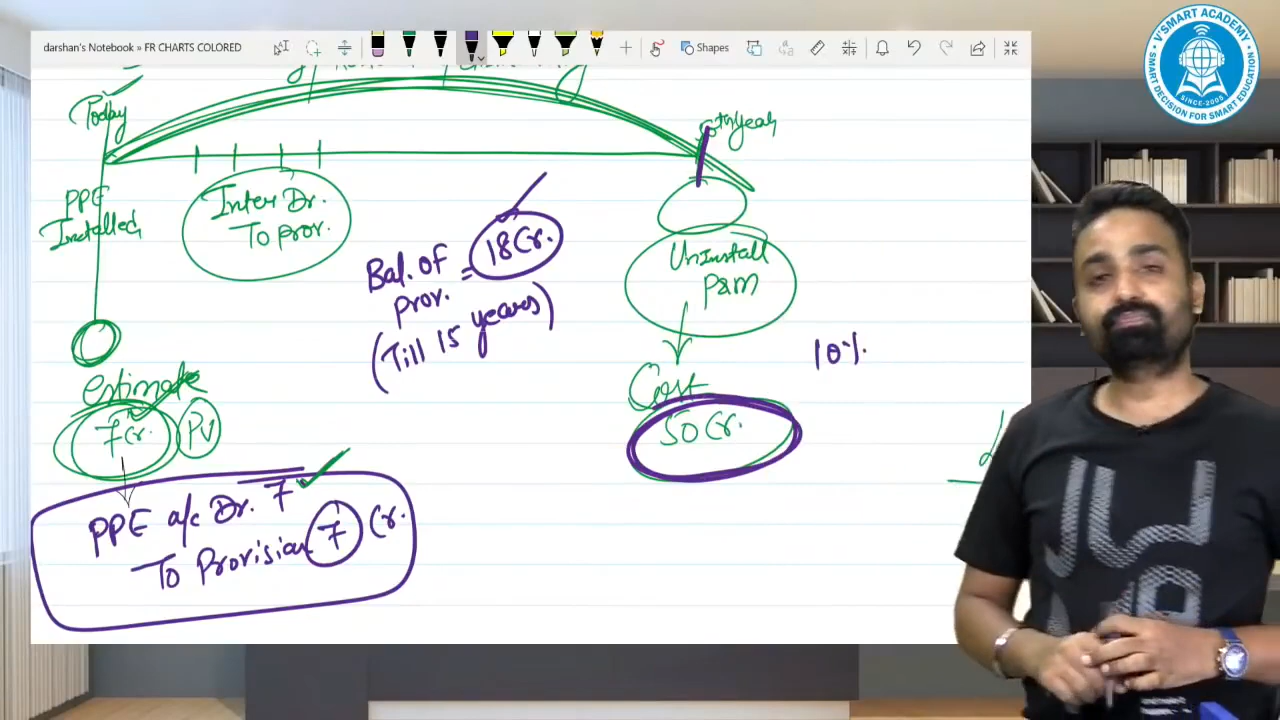 darshan's Notebook » FR CHARTS COLORED
Shapes
V'SMART ACADEMY
SINCE-2005
SMART DECISION FOR SMART EDUCATION
Today
PPE
Installed
Inter Dr.
To prov.
Bal. of
prov. = 18 Cr.
(Till 15 years)
50th year
Uninstall
P&M
Cost
50 Cr.
10%
estimate
7 Cr. PV
PPE a/c Dr. 7
To Provision 7 Cr.